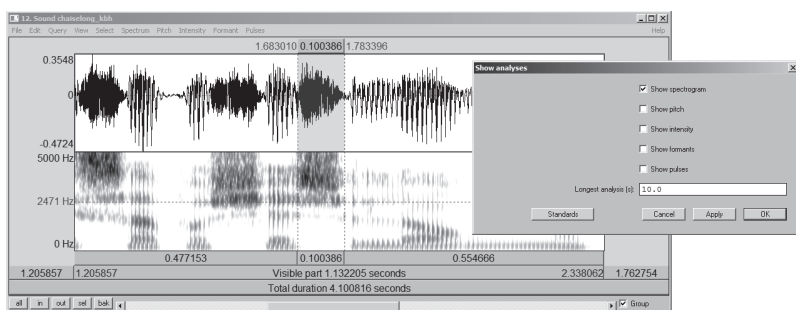 12. Sound chaiselong_kbh
File Edit Query View Select Spectrum Pitch Intensity Formant Pulses Help
1.683010 0.100386 1.783396
0.3548
0
-0.4724
5000 Hz
2471 Hz
0 Hz
0.477153 0.100386 0.554666
1.205857 1.205857 Visible part 1.132205 seconds 2.338062 1.762754
Total duration 4.100816 seconds
all in out sel bak Group
Show analyses
Show spectrogram
Show pitch
Show intensity
Show formants
Show pulses
Longest analysis (s): 10.0
Standards Cancel Apply OK